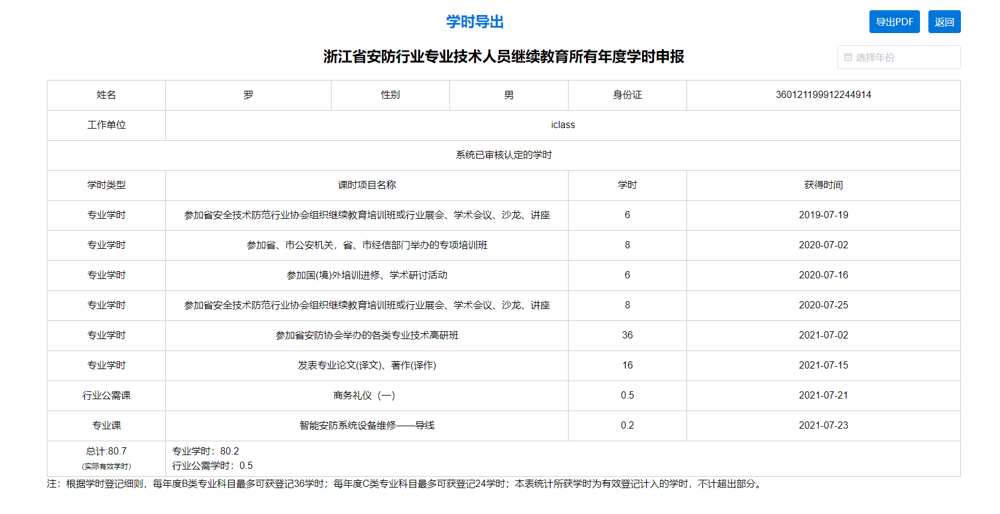 学时导出
导出PDF 返回
浙江省安防行业专业技术人员继续教育所有年度学时申报
选择年份
姓名 罗 性别 男 身份证 360121199912244914
工作单位 iclass
系统已审核认定的学时
学时类型 课时项目名称 学时 获得时间
专业学时 参加省安全技术防范行业协会组织继续教育培训班或行业展会、学术会议、沙龙、讲座 6 2019-07-19
专业学时 参加省、市公安机关，省、市经信部门举办的专项培训班 8 2020-07-02
专业学时 参加国(境)外培训进修、学术研讨活动 6 2020-07-16
专业学时 参加省安全技术防范行业协会组织继续教育培训班或行业展会、学术会议、沙龙、讲座 8 2020-07-25
专业学时 参加省安防协会举办的各类专业技术高研班 36 2021-07-02
专业学时 发表专业论文(译文)、著作(译作) 16 2021-07-15
行业公需课 商务礼仪（一） 0.5 2021-07-21
专业课 智能安防系统设备维修——导线 0.2 2021-07-23
总计:80.7 专业学时：80.2
（实际有效学时） 行业公需学时：0.5
注：根据学时登记细则，每年度B类专业科目最多可获登记36学时；每年度C类专业科目最多可获登记24学时；本表统计所获学时为有效登记计入的学时，不计超出部分。